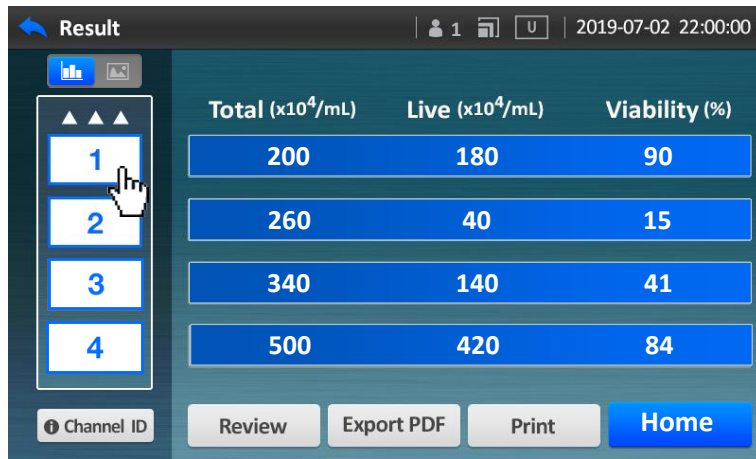 Result 1 U 2019-07-02 22:00:00
Total (x10⁴/mL) Live (x10⁴/mL) Viability (%)
1 200 180 90
2 260 40 15
3 340 140 41
4 500 420 84
Channel ID Review Export PDF Print Home